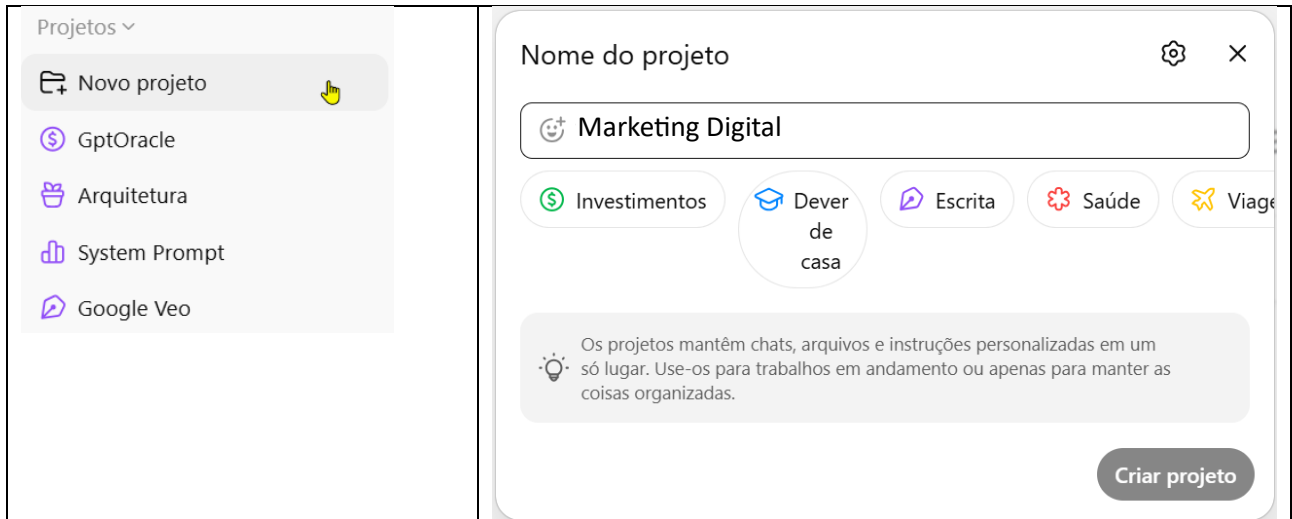 Projetos
Novo projeto
GptOracle
Arquitetura
System Prompt
Google Veo
Nome do projeto
Marketing Digital
Investimentos
Dever
de
casa
Escrita
Saúde
Viage
Os projetos mantêm chats, arquivos e instruções personalizadas em um
só lugar. Use-os para trabalhos em andamento ou apenas para manter as
coisas organizadas.
Criar projeto